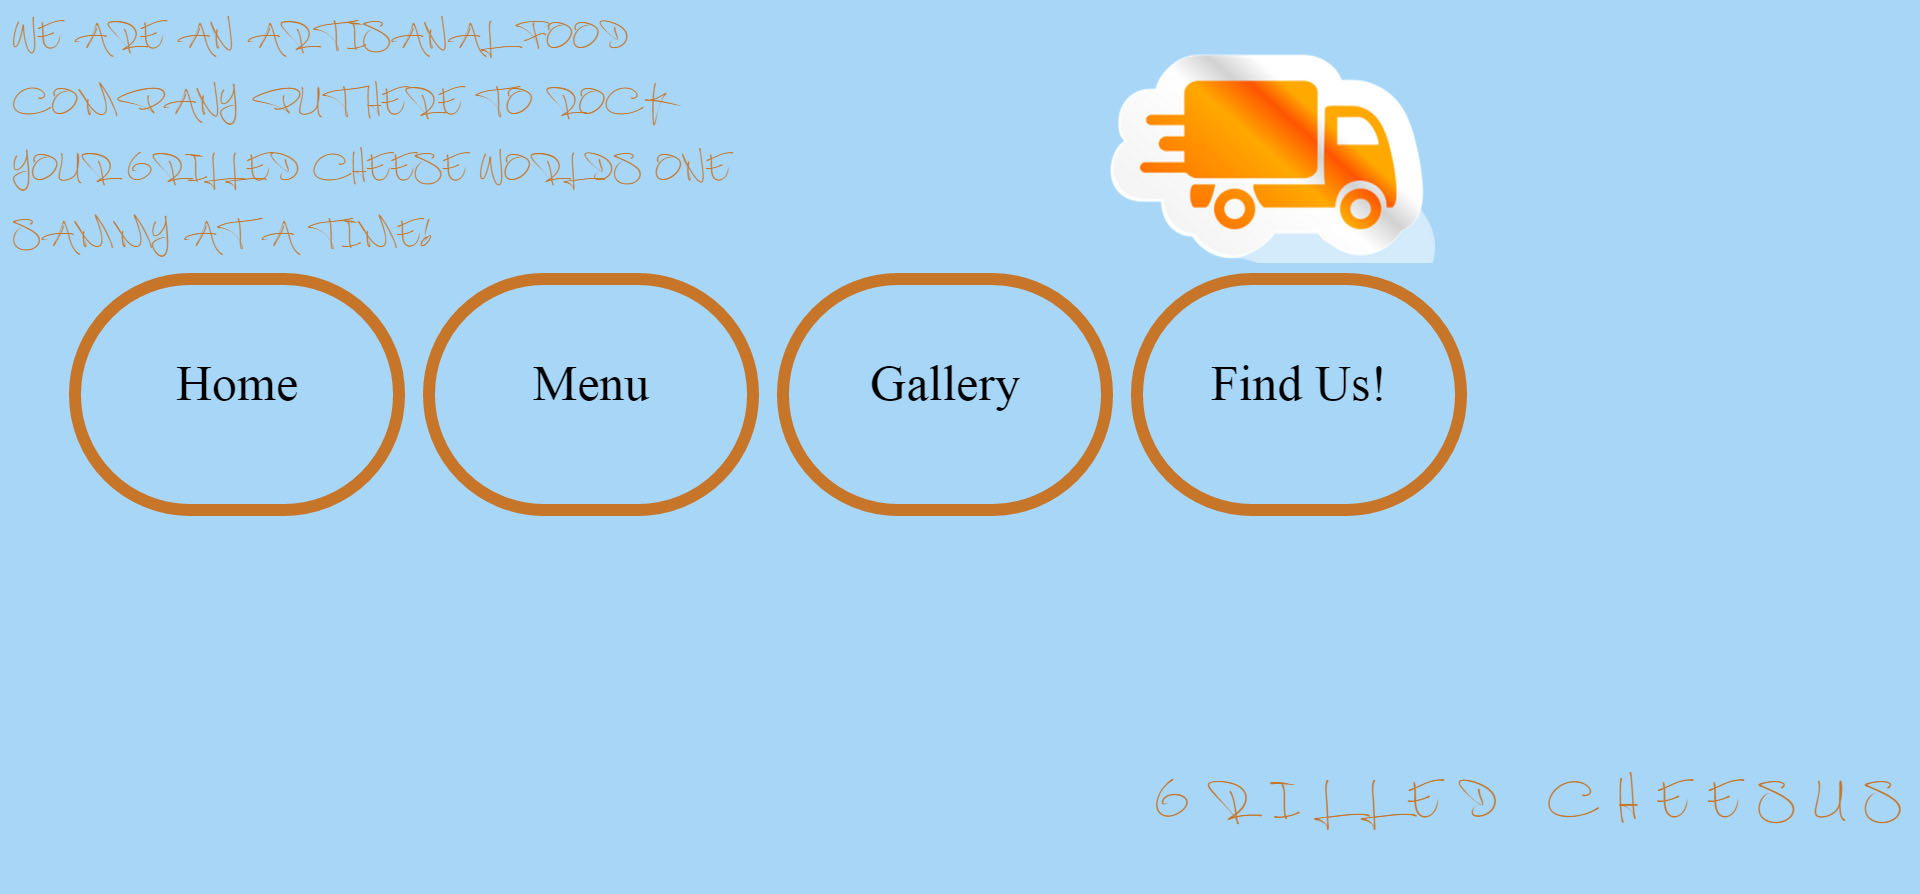 WE ARE AN ARTISANAL FOOD
COMPANY PUT HERE TO ROCK
YOUR GRILLED CHEESE WORLDS ONE
SAMMY AT A TIME!
Home
Menu
Gallery
Find Us!
GRILLED CHEESUS